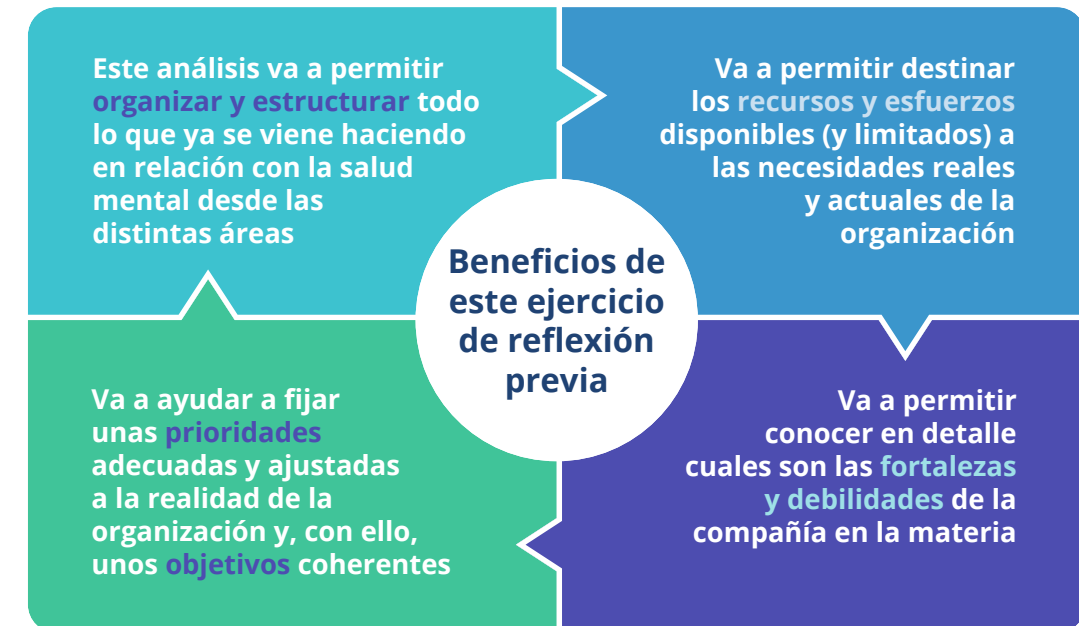 Este análisis va a permitir
organizar y estructurar todo
lo que ya se viene haciendo
en relación con la salud
mental desde las
distintas áreas
Va a permitir destinar
los recursos y esfuerzos
disponibles (y limitados) a
las necesidades reales
y actuales de la
organización
Beneficios de
este ejercicio
de reflexión
previa
Va a ayudar a fijar
unas prioridades
adecuadas y ajustadas
a la realidad de la
organización y, con ello,
unos objetivos coherentes
Va a permitir
conocer en detalle
cuales son las fortalezas
y debilidades de la
compañía en la materia